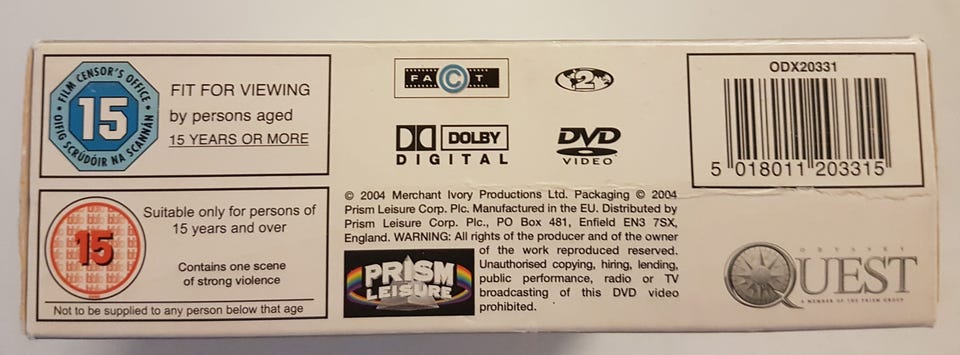 FILM CENSOR'S OFFICE
15
OIFIG SCRÚDÓIR NA SCANNÁN
FIT FOR VIEWING
by persons aged
15 YEARS OR MORE
15
Suitable only for persons of
15 years and over
Contains one scene
of strong violence
Not to be supplied to any person below that age
FACT
2
DOLBY
DIGITAL
DVD
VIDEO
© 2004 Merchant Ivory Productions Ltd. Packaging © 2004
Prism Leisure Corp. Plc. Manufactured in the EU. Distributed by
Prism Leisure Corp. Plc., PO Box 481, Enfield EN3 7SX,
England. WARNING: All rights of the producer and of the owner
of the work reproduced reserved.
Unauthorised copying, hiring, lending,
public performance, radio or TV
broadcasting of this DVD video
prohibited.
PRISM
LEISURE
ODX20331
5 018011 203315
ODYSSEY
QUEST
A MEMBER OF THE PRISM GROUP